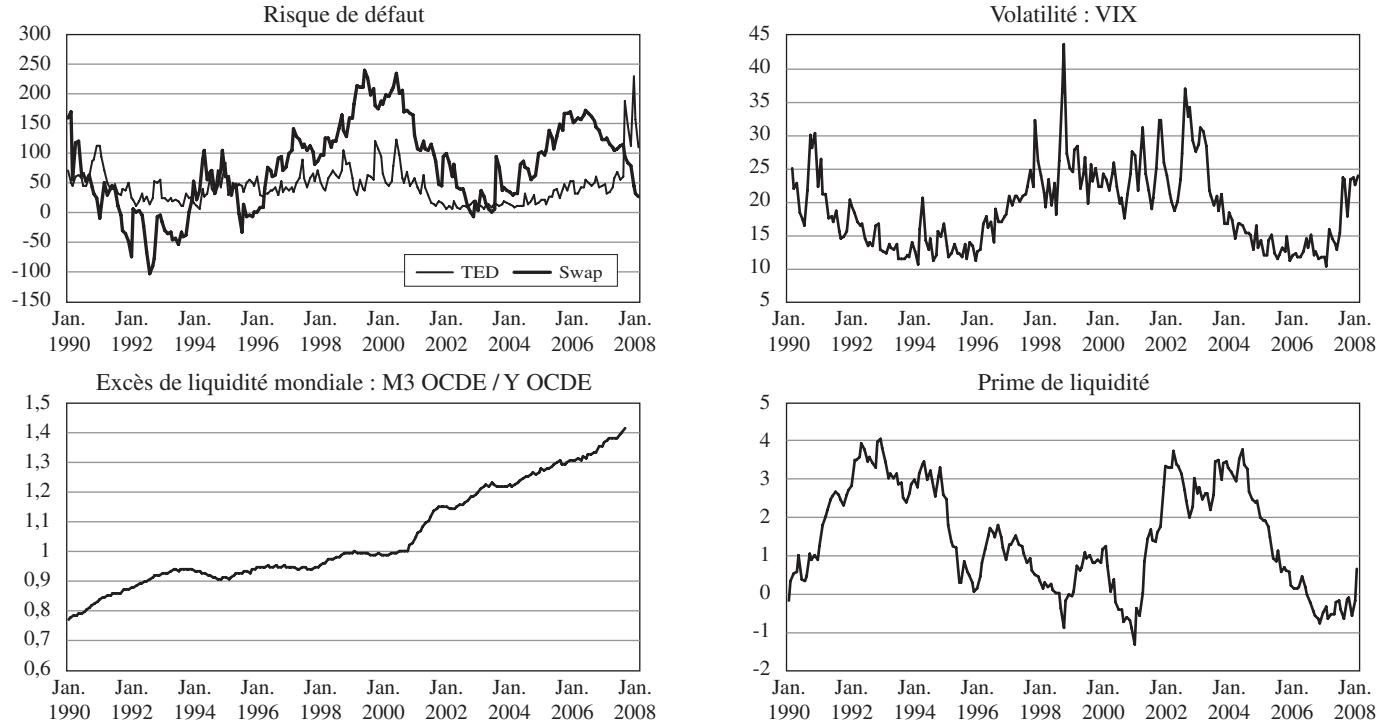 Risque de défaut
300
250
200
150
100
50
0
-50
-100
-150
TED
Swap
Jan. Jan. Jan. Jan. Jan. Jan. Jan. Jan. Jan. Jan.
1990 1992 1994 1996 1998 2000 2002 2004 2006 2008
Volatilité : VIX
45
40
35
30
25
20
15
10
5
Jan. Jan. Jan. Jan. Jan. Jan. Jan. Jan. Jan. Jan.
1990 1992 1994 1996 1998 2000 2002 2004 2006 2008
Excès de liquidité mondiale : M3 OCDE / Y OCDE
1,5
1,4
1,3
1,2
1,1
1
0,9
0,8
0,7
0,6
Jan. Jan. Jan. Jan. Jan. Jan. Jan. Jan. Jan. Jan.
1990 1992 1994 1996 1998 2000 2002 2004 2006 2008
Prime de liquidité
5
4
3
2
1
0
-1
-2
Jan. Jan. Jan. Jan. Jan. Jan. Jan. Jan. Jan. Jan.
1990 1992 1994 1996 1998 2000 2002 2004 2006 2008